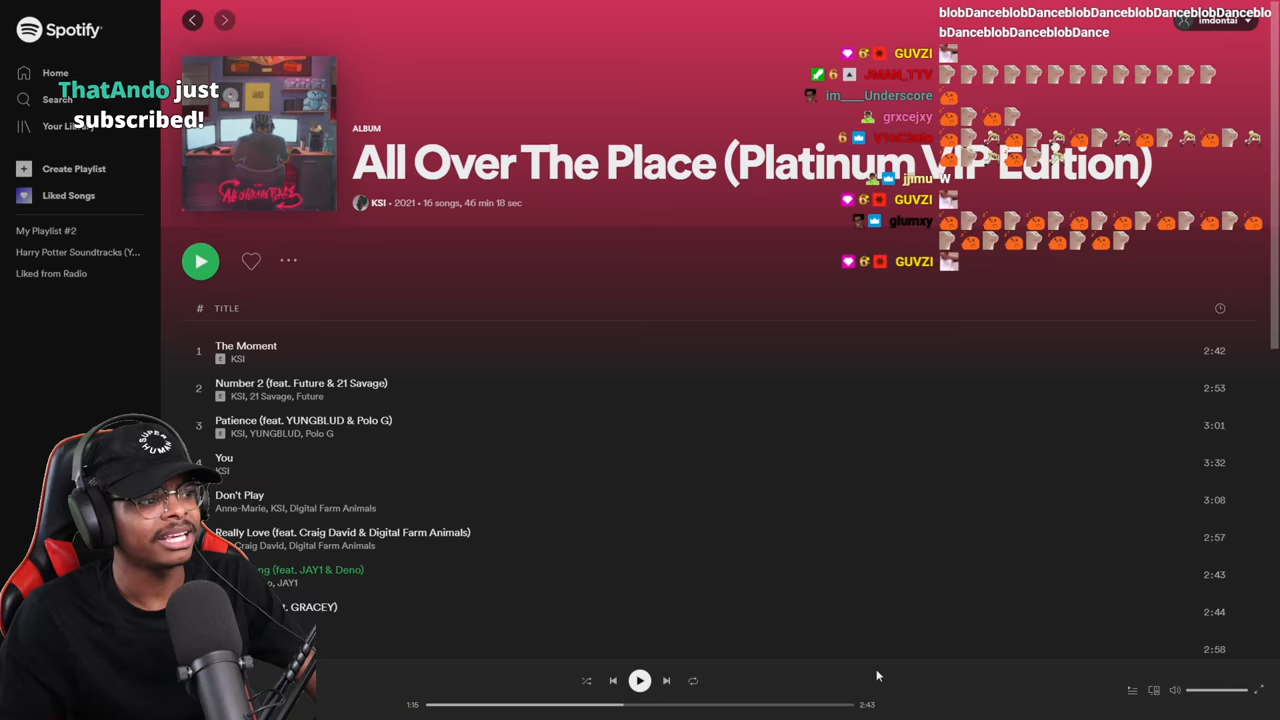 Spotify
Home
Search
Your Library
ThatAndo just
subscribed!
Create Playlist
Liked Songs
My Playlist #2
Harry Potter Soundtracks (Y...
Liked from Radio
imdontai
blobDanceblobDanceblobDanceblobDanceblobDanceblo
bDanceblobDanceblobDance
GUVZI
JMAN_TTV
im___Underscore
grxcejxy
jjimu W
GUVZI
glumxy
GUVZI
ALBUM
All Over The Place (Platinum VIP Edition)
KSI • 2021 • 16 songs, 46 min 18 sec
# TITLE
1 The Moment 2:42
E KSI
2 Number 2 (feat. Future & 21 Savage) 2:53
E KSI, 21 Savage, Future
3 Patience (feat. YUNGBLUD & Polo G) 3:01
E KSI, YUNGBLUD, Polo G
4 You 3:32
KSI
Don't Play 3:08
Anne-Marie, KSI, Digital Farm Animals
Really Love (feat. Craig David & Digital Farm Animals) 2:57
Craig David, Digital Farm Animals
(feat. JAY1 & Deno) 2:43
JAY1
GRACEY) 2:44
2:58
SUPER
HUMAN
1:15 2:43